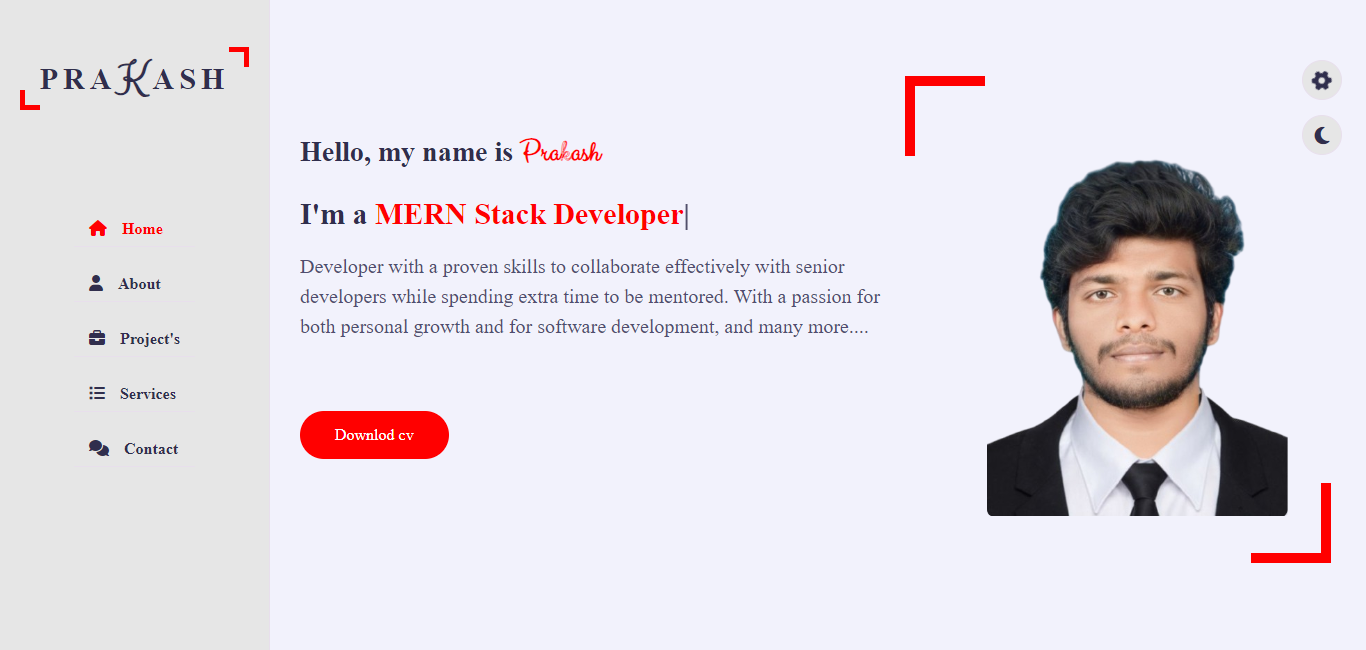 PRAKASH
Home
About
Project's
Services
Contact
Hello, my name is Prakash
I'm a MERN Stack Developer|
Developer with a proven skills to collaborate effectively with senior
developers while spending extra time to be mentored. With a passion for
both personal growth and for software development, and many more....
Downlod cv